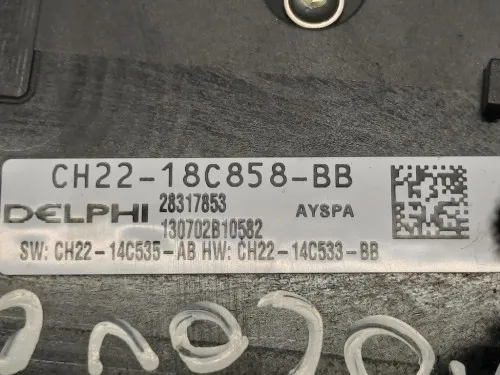 CH22-18C858-BB
DELPHI 28317853 AYSPA
130702B10582
SW: CH22-14C535-AB HW: CH22-14C533-BB